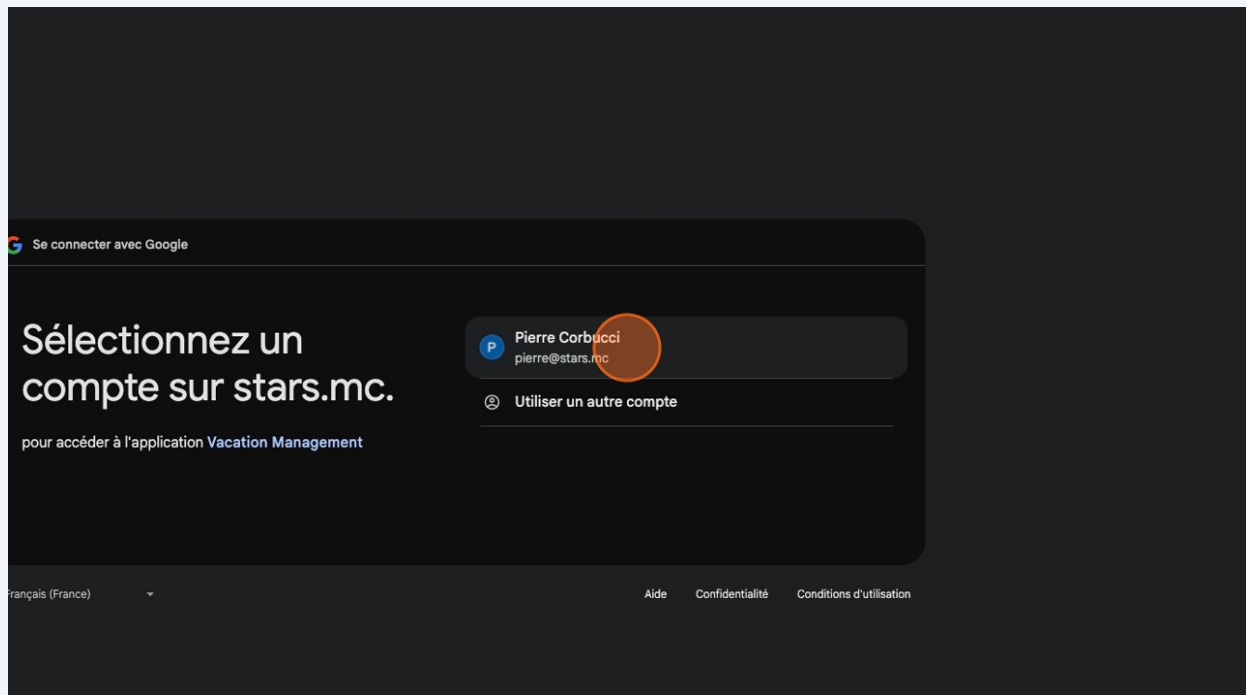 Se connecter avec Google
Sélectionnez un
compte sur stars.mc.
pour accéder à l'application Vacation Management
P
Pierre Corbucci
pierre@stars.mc
Utiliser un autre compte
Français (France)
Aide Confidentialité Conditions d'utilisation